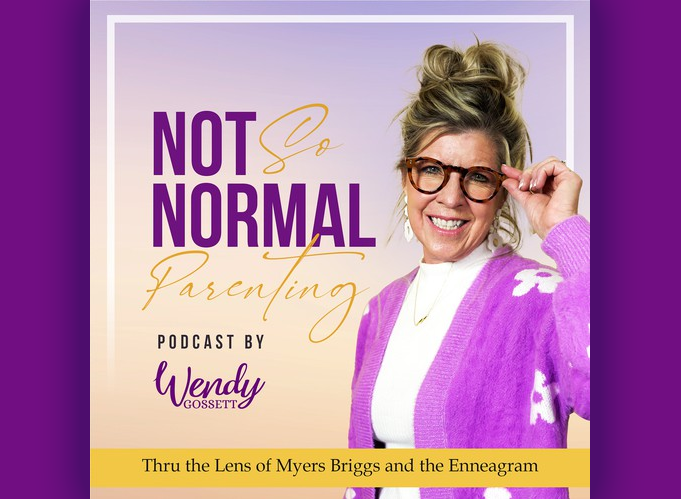 NOT So
NORMAL
Parenting
PODCAST BY
Wendy
GOSSETT
Thru the Lens of Myers Briggs and the Enneagram